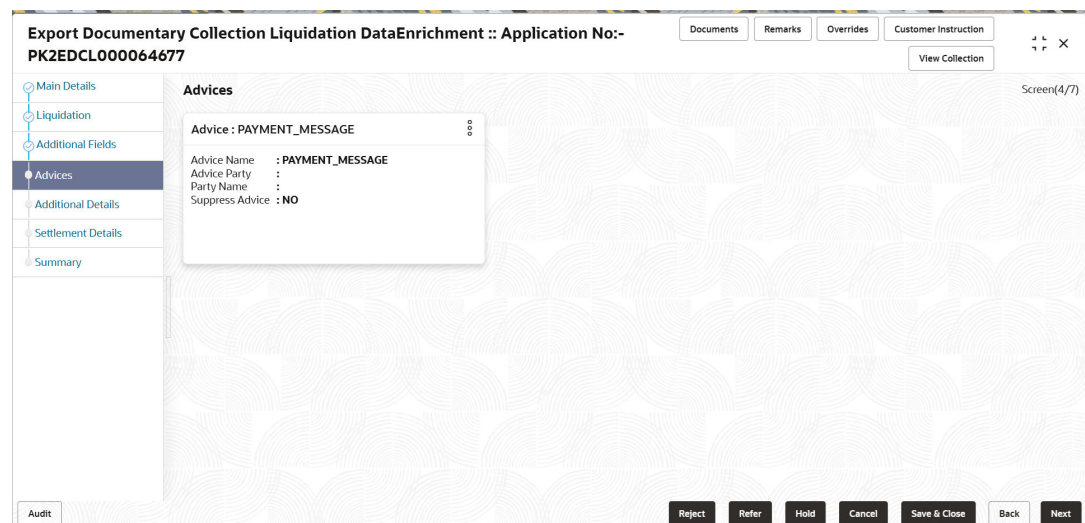 Export Documentary Collection Liquidation DataEnrichment :: Application No:-
PK2EDCL000064677
Documents
Remarks
Overrides
Customer Instruction
View Collection
Main Details
Liquidation
Additional Fields
Advices
Additional Details
Settlement Details
Summary
Advices
Screen(4/7)
Advice : PAYMENT_MESSAGE
Advice Name : PAYMENT_MESSAGE
Advice Party :
Party Name :
Suppress Advice : NO
Audit
Reject
Refer
Hold
Cancel
Save & Close
Back
Next